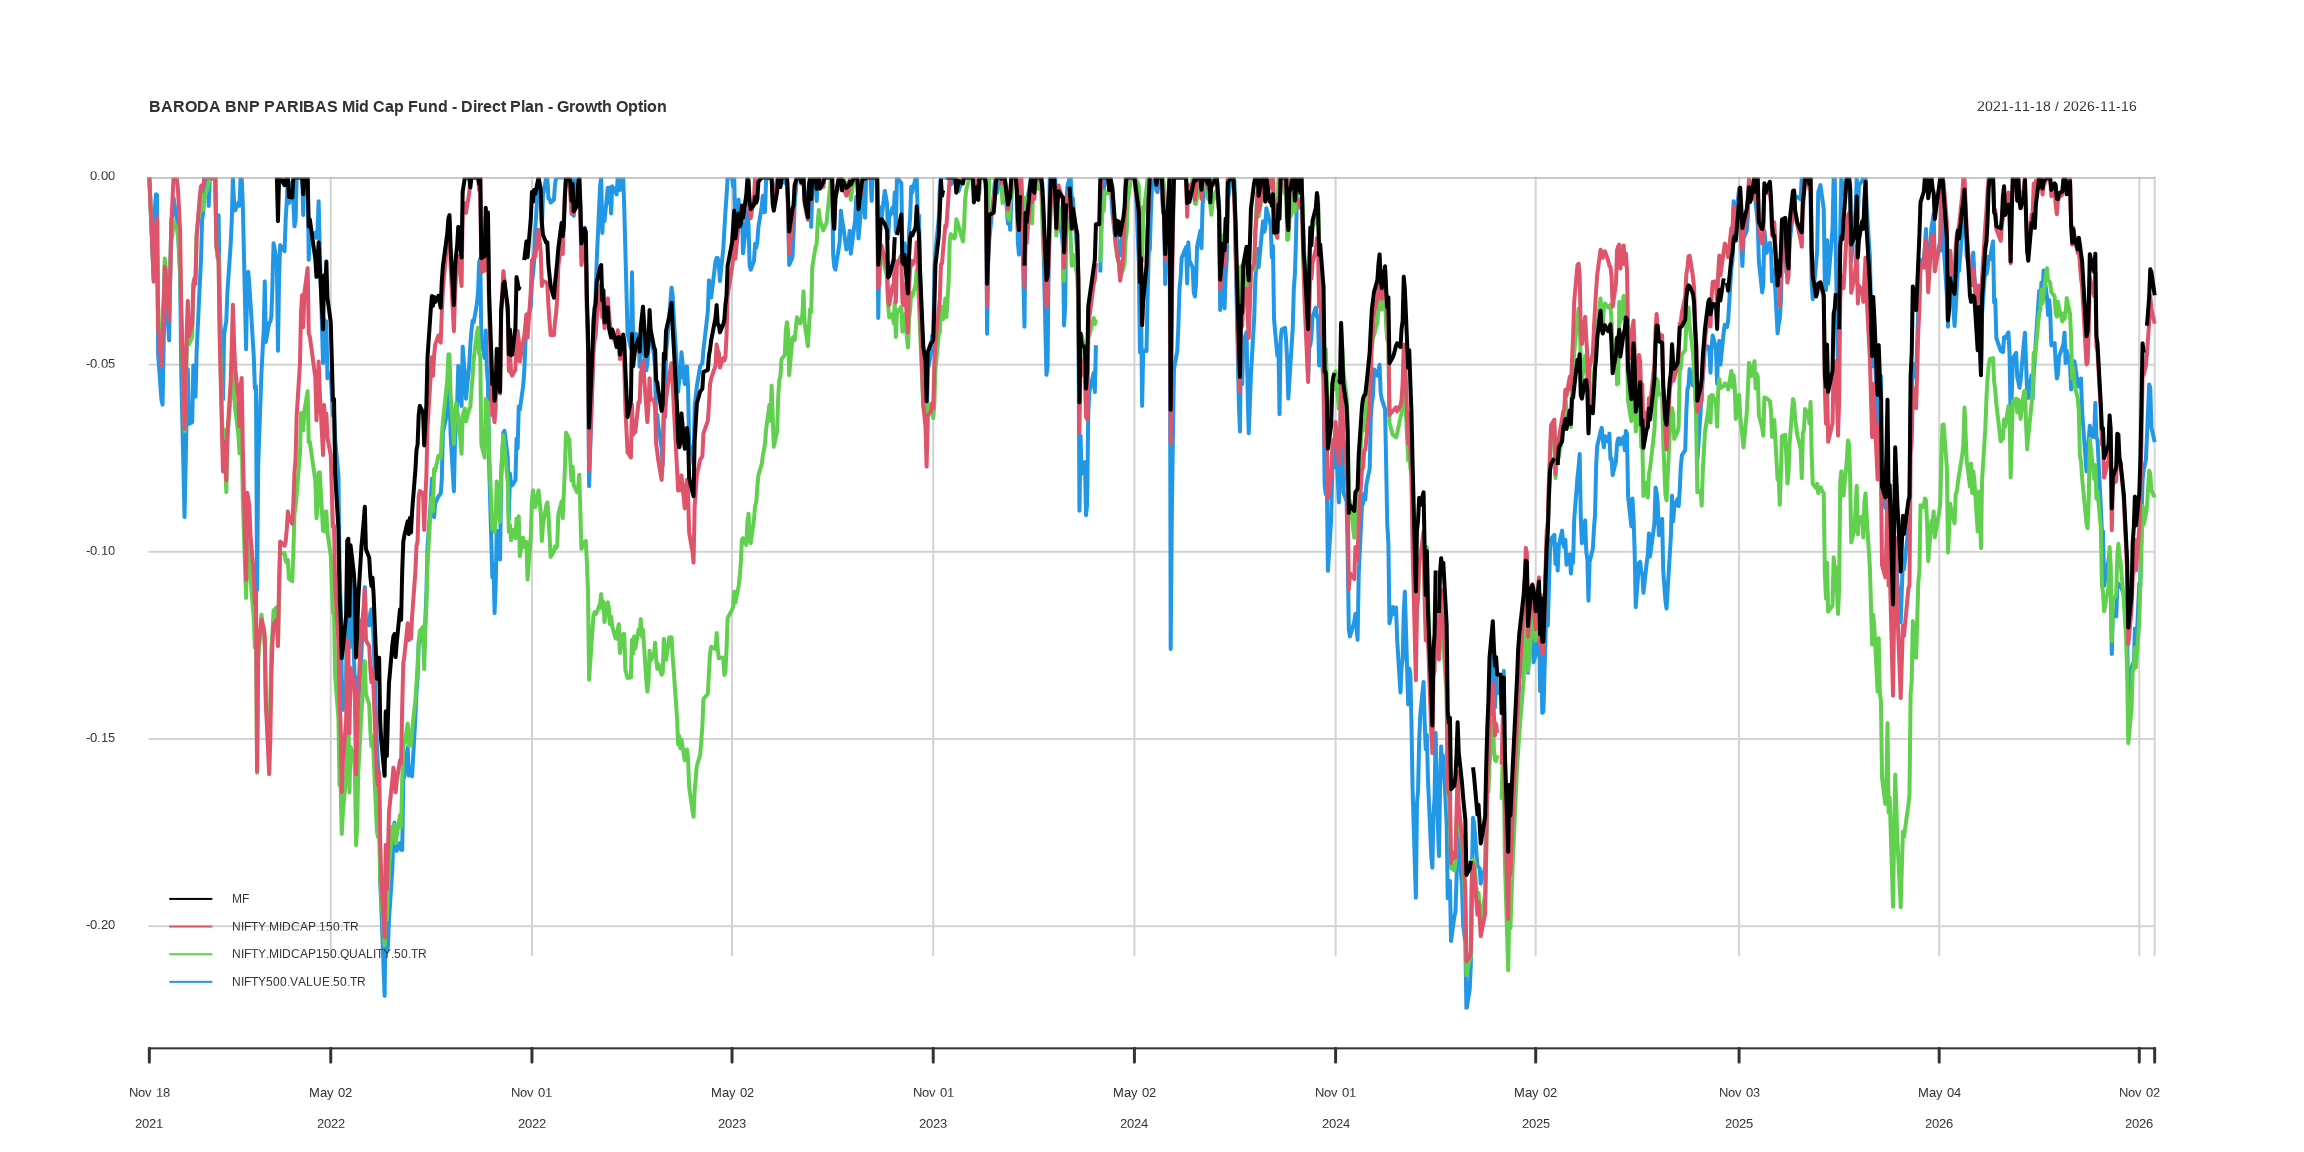 BARODA BNP PARIBAS Mid Cap Fund - Direct Plan - Growth Option
2021-11-18 / 2026-11-16
0.00
-0.05
-0.10
-0.15
-0.20
MF
NIFTY.MIDCAP.150.TR
NIFTY.MIDCAP150.QUALITY.50.TR
NIFTY500.VALUE.50.TR
Nov 18 May 02 Nov 01 May 02 Nov 01 May 02 Nov 01 May 02 Nov 03 May 04 Nov 02
2021 2022 2022 2023 2023 2024 2024 2025 2025 2026 2026